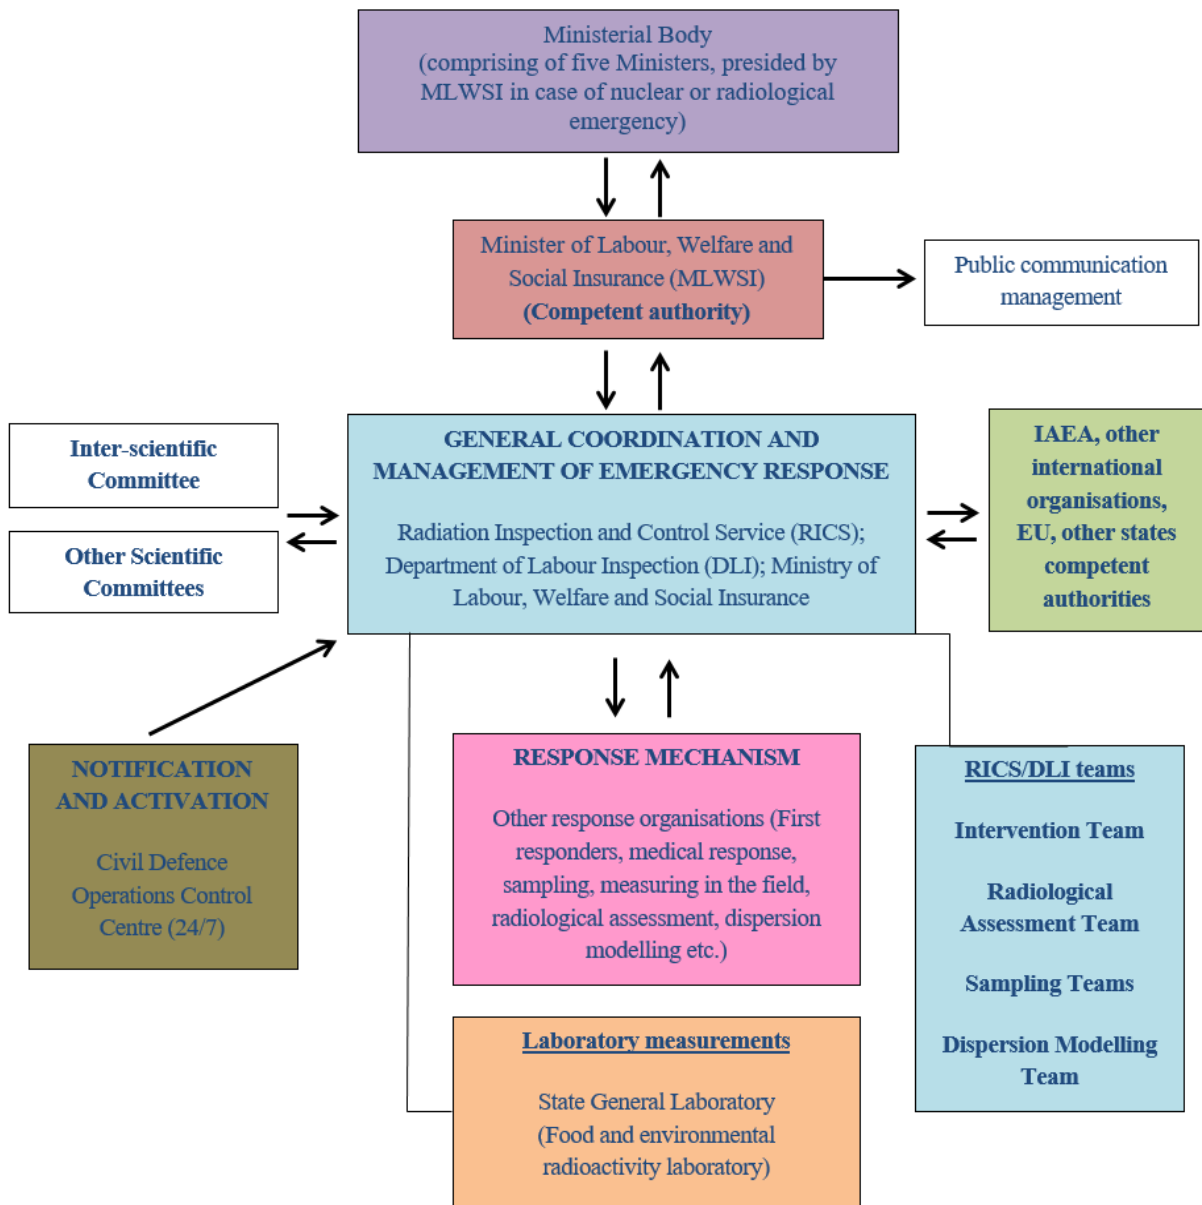 Ministerial Body
(comprising of five Ministers, presided by
MLWSI in case of nuclear or radiological
emergency)
Minister of Labour, Welfare and
Social Insurance (MLWSI)
(Competent authority)
Public communication
management
Inter-scientific
Committee
Other Scientific
Committees
GENERAL COORDINATION AND
MANAGEMENT OF EMERGENCY RESPONSE
Radiation Inspection and Control Service (RICS);
Department of Labour Inspection (DLI); Ministry of
Labour, Welfare and Social Insurance
IAEA, other
international
organisations,
EU, other states
competent
authorities
NOTIFICATION
AND ACTIVATION
Civil Defence
Operations Control
Centre (24/7)
RESPONSE MECHANISM
Other response organisations (First
responders, medical response,
sampling, measuring in the field,
radiological assessment, dispersion
modelling etc.)
RICS/DLI teams
Intervention Team
Radiological
Assessment Team
Sampling Teams
Dispersion Modelling
Team
Laboratory measurements
State General Laboratory
(Food and environmental
radioactivity laboratory)